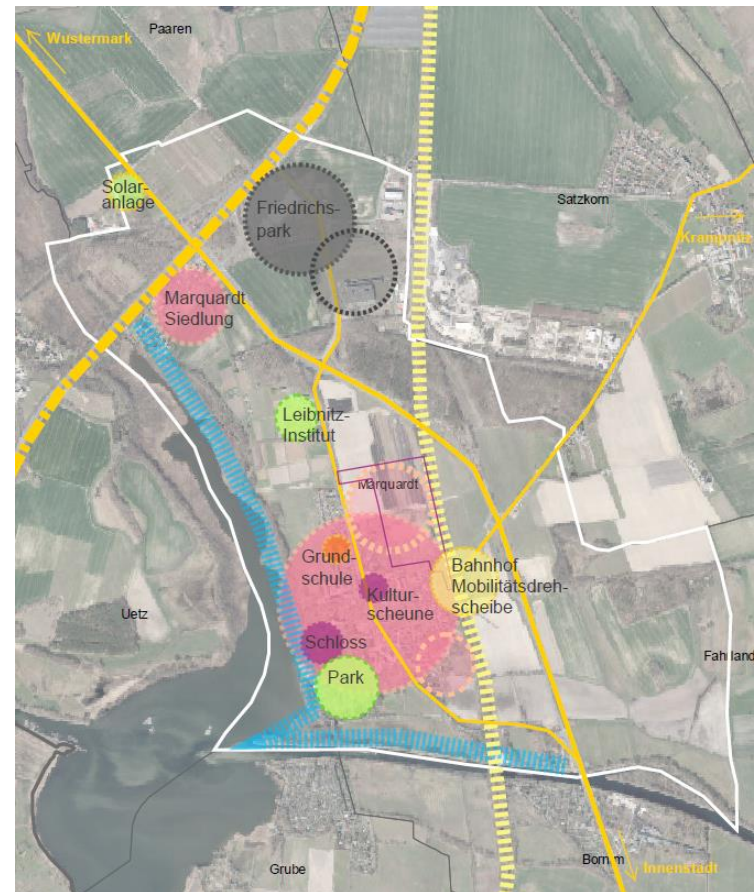 Paaren
Wustermark
Solar-
anlage
Friedrichs-
park
Satzkorn
Krampnitz
Marquardt
Siedlung
Leibnitz-
Institut
Marquardt
Grund-
schule
Bahnhof
Mobilitätsdreh-
scheibe
Kultur-
scheune
Uetz
Schloss
Fahrland
Park
Grube
Bornim
Innenstadt